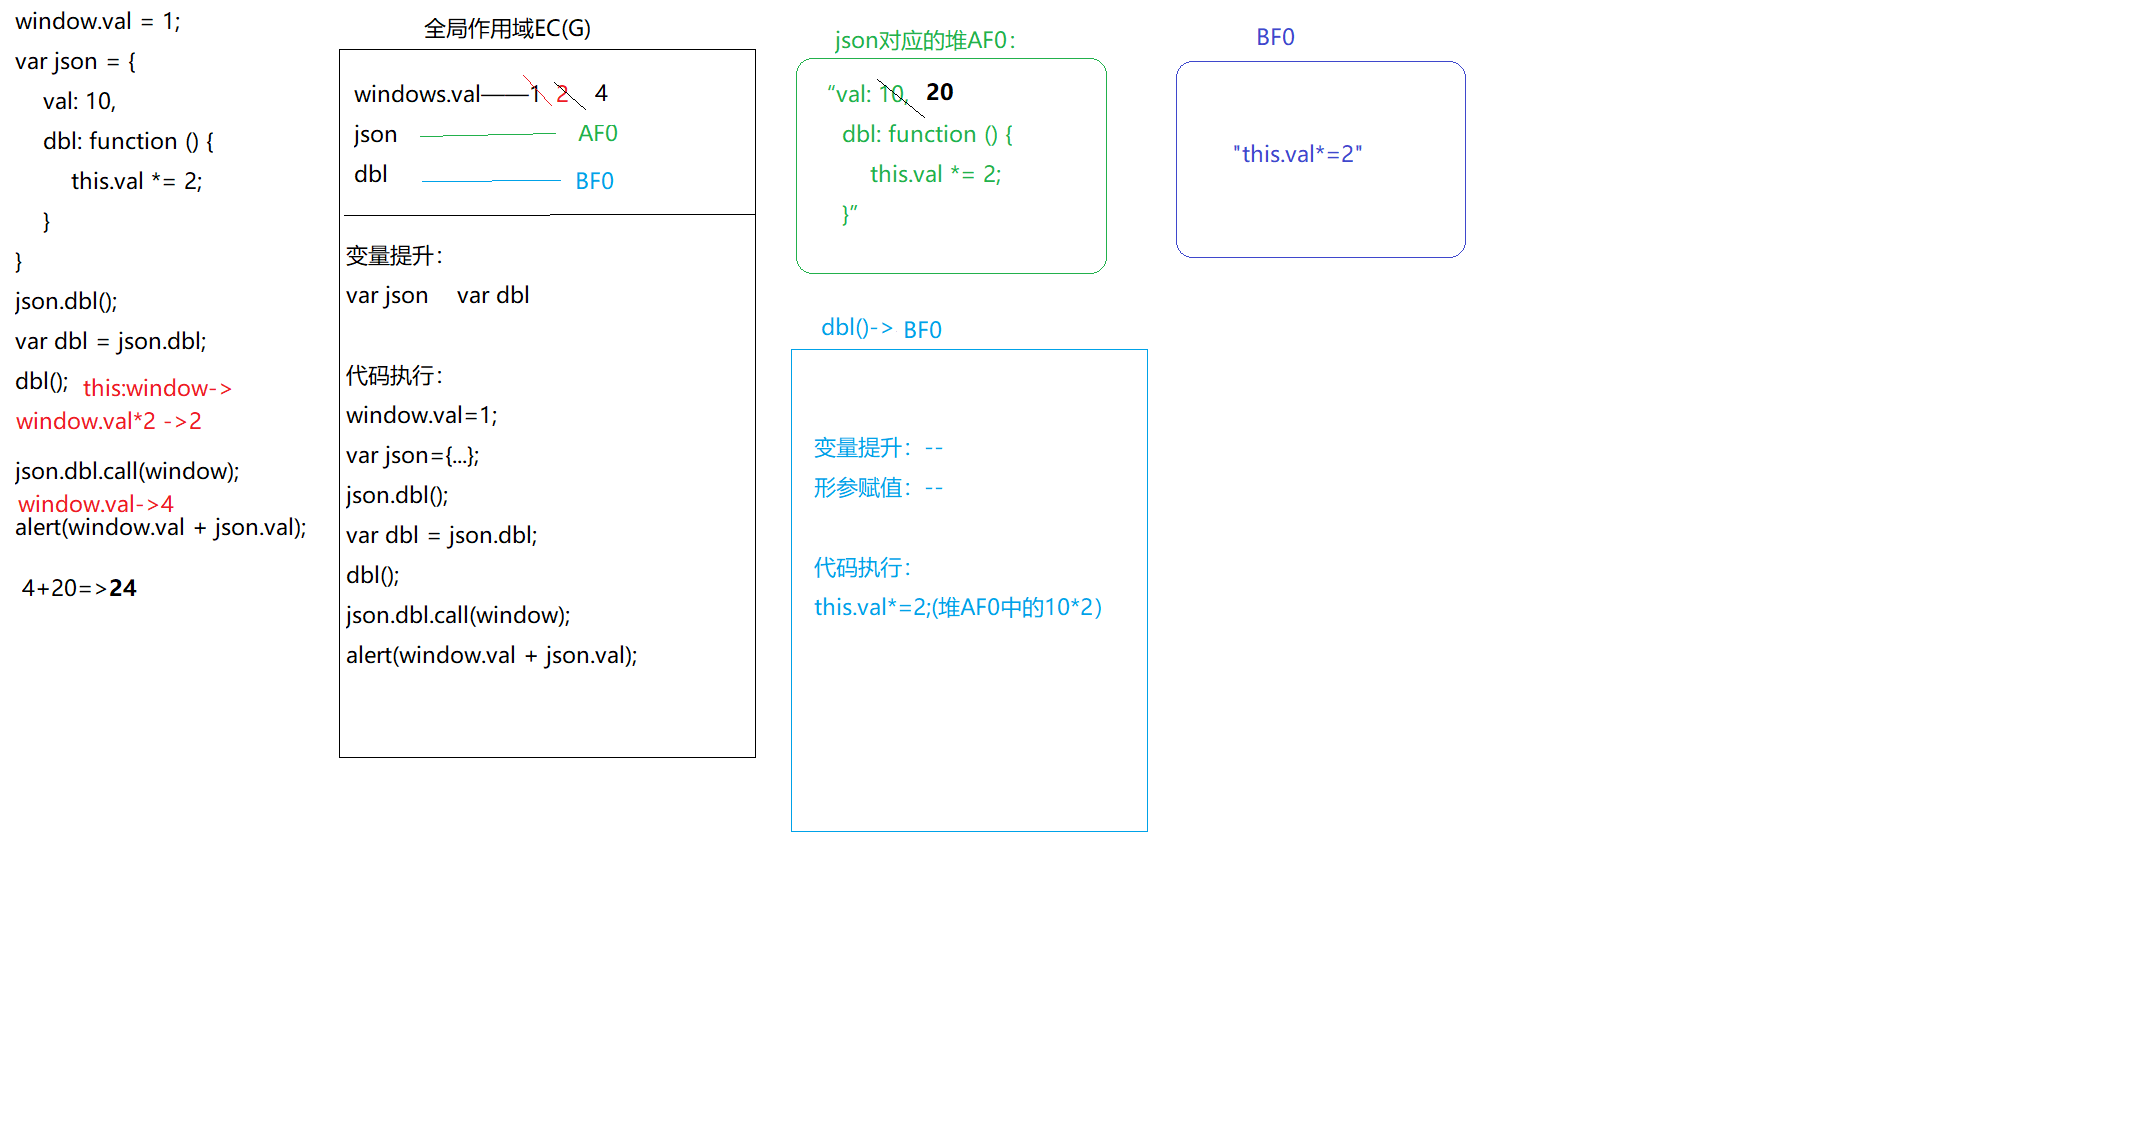 window.val = 1;
var json = {
val: 10,
dbl: function () {
this.val *= 2;
}
}
json.dbl();
var dbl = json.dbl;
dbl(); this:window->
window.val*2 ->2
json.dbl.call(window);
window.val->4
alert(window.val + json.val);
4+20=>24
全局作用域EC(G)
windows.val——1 2 4
json AF0
dbl BF0
变量提升：
var json var dbl
代码执行：
window.val=1;
var json={...};
json.dbl();
var dbl = json.dbl;
dbl();
json.dbl.call(window);
alert(window.val + json.val);
json对应的堆AF0：
“val: 10, 20
dbl: function () {
this.val *= 2;
}”
BF0
"this.val*=2"
dbl()-> BF0
变量提升：--
形参赋值：--
代码执行：
this.val*=2;(堆AF0中的10*2）